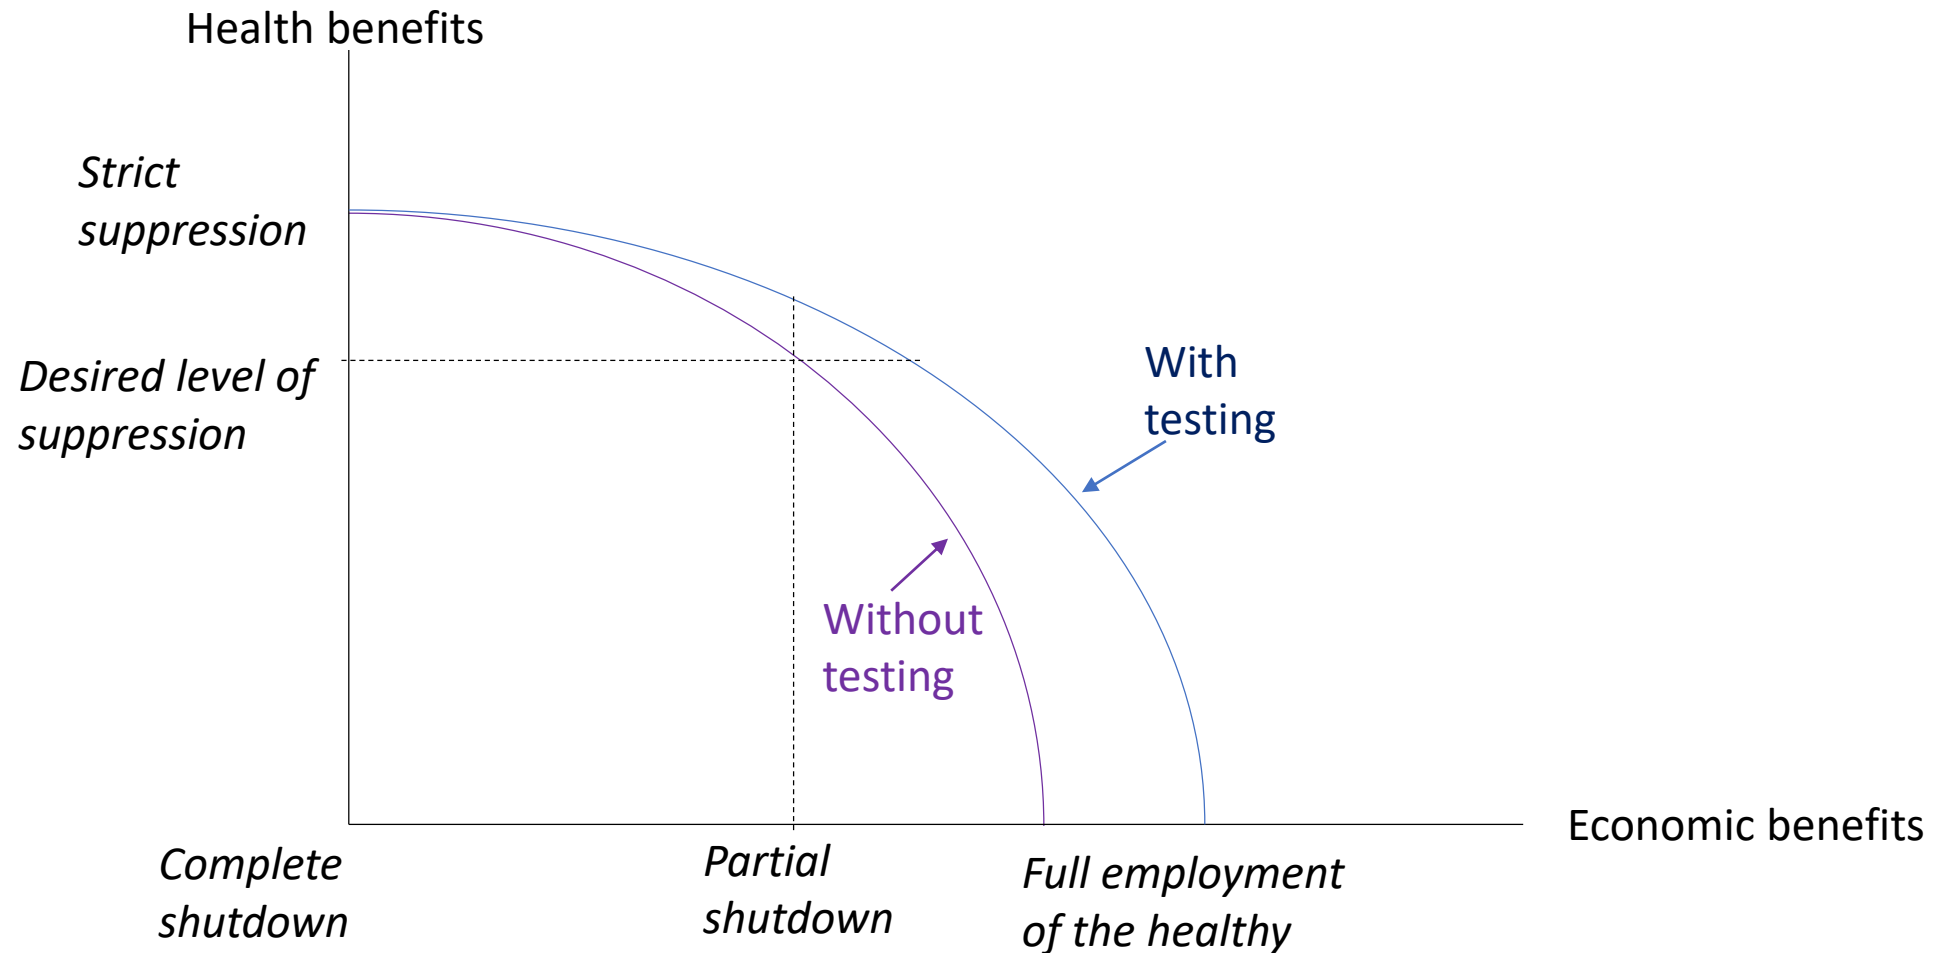 Health benefits
Strict
suppression
Desired level of
suppression
With
testing
Without
testing
Economic benefits
Complete
shutdown
Partial
shutdown
Full employment
of the healthy